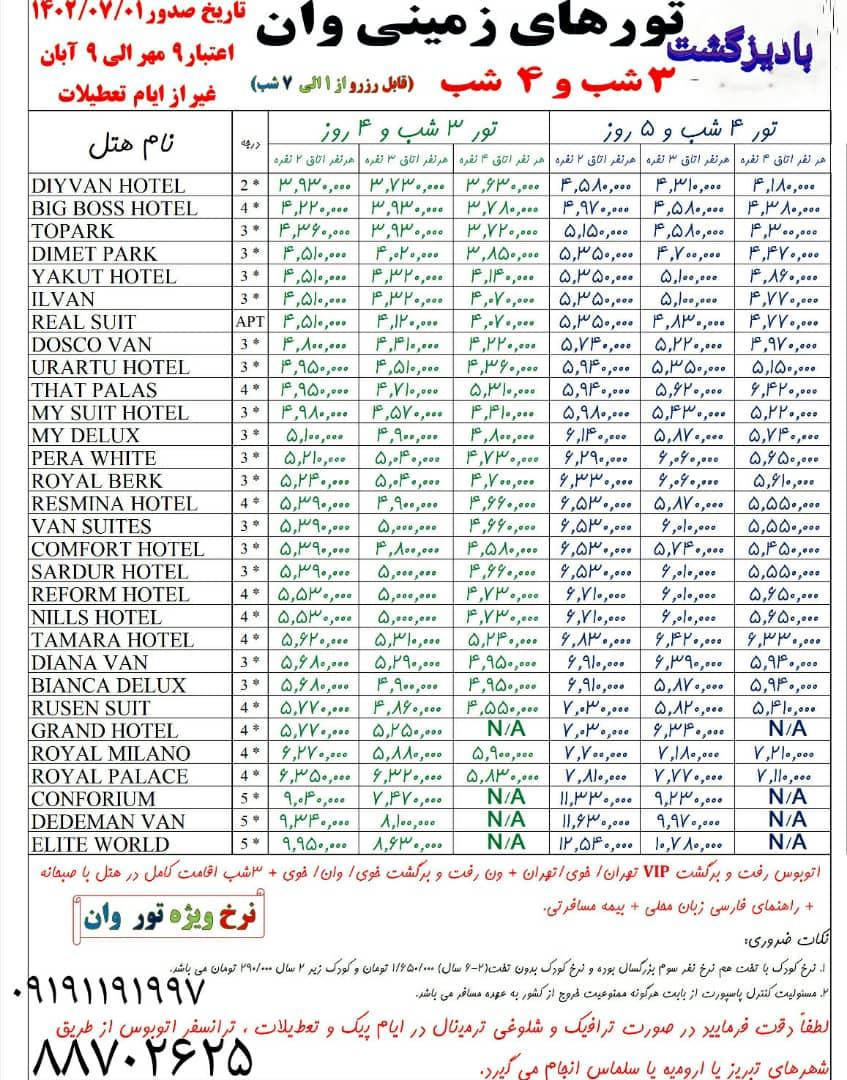 تورهای زمینی وان
بادیزگشت
۳ شب و ۴ شب (قابل رزرو از ۱ الی ۷ شب)
تاریخ صدور ۱۴۰۲/۰۷/۰۱
اعتبار ۹ مهر الی ۹ آبان
غیر از ایام تعطیلات
نام هتل درجه تور ۳ شب و ۴ روز تور ۴ شب و ۵ روز
هر نفر اتاق ۲ نفره هر نفر اتاق ۳ نفره هر نفر اتاق ۴ نفره هر نفر اتاق ۲ نفره هر نفر اتاق ۳ نفره هر نفر اتاق ۴ نفره
DIYVAN HOTEL 2 * ۳,۹۳۰,۰۰۰ ۳,۷۳۰,۰۰۰ ۳,۶۳۰,۰۰۰ ۴,۵۸۰,۰۰۰ ۴,۳۱۰,۰۰۰ ۴,۱۸۰,۰۰۰
BIG BOSS HOTEL 4 * ۴,۲۲۰,۰۰۰ ۳,۹۳۰,۰۰۰ ۳,۷۸۰,۰۰۰ ۴,۹۷۰,۰۰۰ ۴,۵۸۰,۰۰۰ ۴,۳۸۰,۰۰۰
TOPARK 3 * ۴,۳۶۰,۰۰۰ ۳,۹۳۰,۰۰۰ ۳,۷۲۰,۰۰۰ ۵,۱۵۰,۰۰۰ ۴,۵۸۰,۰۰۰ ۴,۳۰۰,۰۰۰
DIMET PARK 3 * ۴,۵۱۰,۰۰۰ ۴,۰۲۰,۰۰۰ ۳,۸۵۰,۰۰۰ ۵,۳۵۰,۰۰۰ ۴,۷۰۰,۰۰۰ ۴,۴۷۰,۰۰۰
YAKUT HOTEL 3 * ۴,۵۱۰,۰۰۰ ۴,۳۲۰,۰۰۰ ۴,۱۴۰,۰۰۰ ۵,۳۵۰,۰۰۰ ۵,۱۰۰,۰۰۰ ۴,۸۶۰,۰۰۰
ILVAN 3 * ۴,۵۱۰,۰۰۰ ۴,۳۲۰,۰۰۰ ۴,۰۷۰,۰۰۰ ۵,۳۵۰,۰۰۰ ۵,۱۰۰,۰۰۰ ۴,۷۷۰,۰۰۰
REAL SUIT APT ۴,۵۱۰,۰۰۰ ۴,۱۲۰,۰۰۰ ۴,۰۷۰,۰۰۰ ۵,۳۵۰,۰۰۰ ۴,۸۳۰,۰۰۰ ۴,۷۷۰,۰۰۰
DOSCO VAN 3 * ۴,۸۰۰,۰۰۰ ۴,۴۱۰,۰۰۰ ۴,۲۲۰,۰۰۰ ۵,۷۴۰,۰۰۰ ۵,۲۲۰,۰۰۰ ۴,۹۷۰,۰۰۰
URARTU HOTEL 3 * ۴,۹۵۰,۰۰۰ ۴,۵۱۰,۰۰۰ ۴,۳۶۰,۰۰۰ ۵,۹۴۰,۰۰۰ ۵,۳۵۰,۰۰۰ ۵,۱۵۰,۰۰۰
THAT PALAS 4 * ۴,۹۵۰,۰۰۰ ۴,۷۱۰,۰۰۰ ۵,۳۱۰,۰۰۰ ۵,۹۴۰,۰۰۰ ۵,۶۲۰,۰۰۰ ۶,۴۲۰,۰۰۰
MY SUIT HOTEL 3 * ۴,۹۸۰,۰۰۰ ۴,۵۷۰,۰۰۰ ۴,۴۱۰,۰۰۰ ۵,۹۸۰,۰۰۰ ۵,۴۳۰,۰۰۰ ۵,۲۲۰,۰۰۰
MY DELUX 3 * ۵,۱۰۰,۰۰۰ ۴,۹۰۰,۰۰۰ ۴,۸۰۰,۰۰۰ ۶,۱۴۰,۰۰۰ ۵,۸۷۰,۰۰۰ ۵,۷۴۰,۰۰۰
PERA WHITE 3 * ۵,۲۱۰,۰۰۰ ۵,۰۴۰,۰۰۰ ۴,۷۳۰,۰۰۰ ۶,۲۹۰,۰۰۰ ۶,۰۶۰,۰۰۰ ۵,۶۵۰,۰۰۰
ROYAL BERK 3 * ۵,۲۴۰,۰۰۰ ۵,۰۴۰,۰۰۰ ۴,۷۰۰,۰۰۰ ۶,۳۳۰,۰۰۰ ۶,۰۶۰,۰۰۰ ۵,۶۱۰,۰۰۰
RESMINA HOTEL 4 * ۵,۳۹۰,۰۰۰ ۴,۹۰۰,۰۰۰ ۴,۶۶۰,۰۰۰ ۶,۵۳۰,۰۰۰ ۵,۸۷۰,۰۰۰ ۵,۵۵۰,۰۰۰
VAN SUITES 3 * ۵,۳۹۰,۰۰۰ ۵,۰۰۰,۰۰۰ ۴,۶۶۰,۰۰۰ ۶,۵۳۰,۰۰۰ ۶,۰۱۰,۰۰۰ ۵,۵۵۰,۰۰۰
COMFORT HOTEL 3 * ۵,۳۹۰,۰۰۰ ۴,۸۰۰,۰۰۰ ۴,۵۸۰,۰۰۰ ۶,۵۳۰,۰۰۰ ۵,۷۴۰,۰۰۰ ۵,۴۵۰,۰۰۰
SARDUR HOTEL 3 * ۵,۳۹۰,۰۰۰ ۵,۰۰۰,۰۰۰ ۴,۶۶۰,۰۰۰ ۶,۵۳۰,۰۰۰ ۶,۰۱۰,۰۰۰ ۵,۵۵۰,۰۰۰
REFORM HOTEL 4 * ۵,۵۳۰,۰۰۰ ۵,۰۰۰,۰۰۰ ۴,۷۳۰,۰۰۰ ۶,۷۱۰,۰۰۰ ۶,۰۱۰,۰۰۰ ۵,۶۵۰,۰۰۰
NILLS HOTEL 4 * ۵,۵۳۰,۰۰۰ ۵,۰۰۰,۰۰۰ ۴,۷۳۰,۰۰۰ ۶,۷۱۰,۰۰۰ ۶,۰۱۰,۰۰۰ ۵,۶۵۰,۰۰۰
TAMARA HOTEL 4 * ۵,۶۲۰,۰۰۰ ۵,۳۱۰,۰۰۰ ۵,۲۴۰,۰۰۰ ۶,۸۳۰,۰۰۰ ۶,۴۲۰,۰۰۰ ۶,۳۳۰,۰۰۰
DIANA VAN 3 * ۵,۶۸۰,۰۰۰ ۵,۲۹۰,۰۰۰ ۴,۹۵۰,۰۰۰ ۶,۹۱۰,۰۰۰ ۶,۳۹۰,۰۰۰ ۵,۹۴۰,۰۰۰
BIANCA DELUX 3 * ۵,۶۸۰,۰۰۰ ۴,۹۰۰,۰۰۰ ۴,۹۵۰,۰۰۰ ۶,۹۱۰,۰۰۰ ۵,۸۷۰,۰۰۰ ۵,۹۴۰,۰۰۰
RUSEN SUIT 4 * ۵,۷۷۰,۰۰۰ ۴,۸۶۰,۰۰۰ ۴,۵۵۰,۰۰۰ ۷,۰۳۰,۰۰۰ ۵,۸۲۰,۰۰۰ ۵,۴۱۰,۰۰۰
GRAND HOTEL 4 * ۵,۷۷۰,۰۰۰ ۵,۲۵۰,۰۰۰ N/A ۷,۰۳۰,۰۰۰ ۶,۳۴۰,۰۰۰ N/A
ROYAL MILANO 4 * ۶,۲۷۰,۰۰۰ ۵,۸۸۰,۰۰۰ ۵,۹۰۰,۰۰۰ ۷,۷۰۰,۰۰۰ ۷,۱۸۰,۰۰۰ ۷,۲۱۰,۰۰۰
ROYAL PALACE 4 * ۶,۳۵۰,۰۰۰ ۶,۳۲۰,۰۰۰ ۵,۸۳۰,۰۰۰ ۷,۸۱۰,۰۰۰ ۷,۷۷۰,۰۰۰ ۷,۱۱۰,۰۰۰
CONFORIUM 5 * ۹,۰۴۰,۰۰۰ ۷,۴۷۰,۰۰۰ N/A ۱۱,۳۳۰,۰۰۰ ۹,۲۳۰,۰۰۰ N/A
DEDEMAN VAN 5 * ۹,۳۴۰,۰۰۰ ۸,۱۰۰,۰۰۰ N/A ۱۱,۶۳۰,۰۰۰ ۹,۹۷۰,۰۰۰ N/A
ELITE WORLD 5 * ۹,۹۵۰,۰۰۰ ۸,۶۳۰,۰۰۰ N/A ۱۲,۵۴۰,۰۰۰ ۱۰,۷۸۰,۰۰۰ N/A
اتوبوس رفت و برگشت VIP تهران/ خوی/تهران + ون رفت و برگشت خوی/ وان/ خوی + ۳شب اقامت کامل در هتل با صبحانه
+ راهنمای فارسی زبان محلی + بیمه مسافرتی.
نرخ ویژه تور وان
نکات ضروری:
۱. نرخ کودک با تخت هم نرخ نفر سوم بزرگسال بوده و نرخ کودک بدون تخت(۲-۶ سال) ۱/۶۵۰/۰۰۰ تومان و کودک زیر ۲ سال ۲۹۰/۰۰۰ تومان می باشد.
۲. مسئولیت کنترل پاسپورت از بابت هرگونه ممنوعیت خروج از کشور به عهده مسافر می باشد.
۰۹۱۹۱۱۹۱۹۹۷
لطفاً دقت فرمایید در صورت ترافیک و شلوغی ترمینال در ایام پیک و تعطیلات ، ترانسفر اتوبوس از طریق
شهرهای تبریز یا ارومیه یا سلماس انجام می گیرد.
۸۸۷۰۲۶۲۵